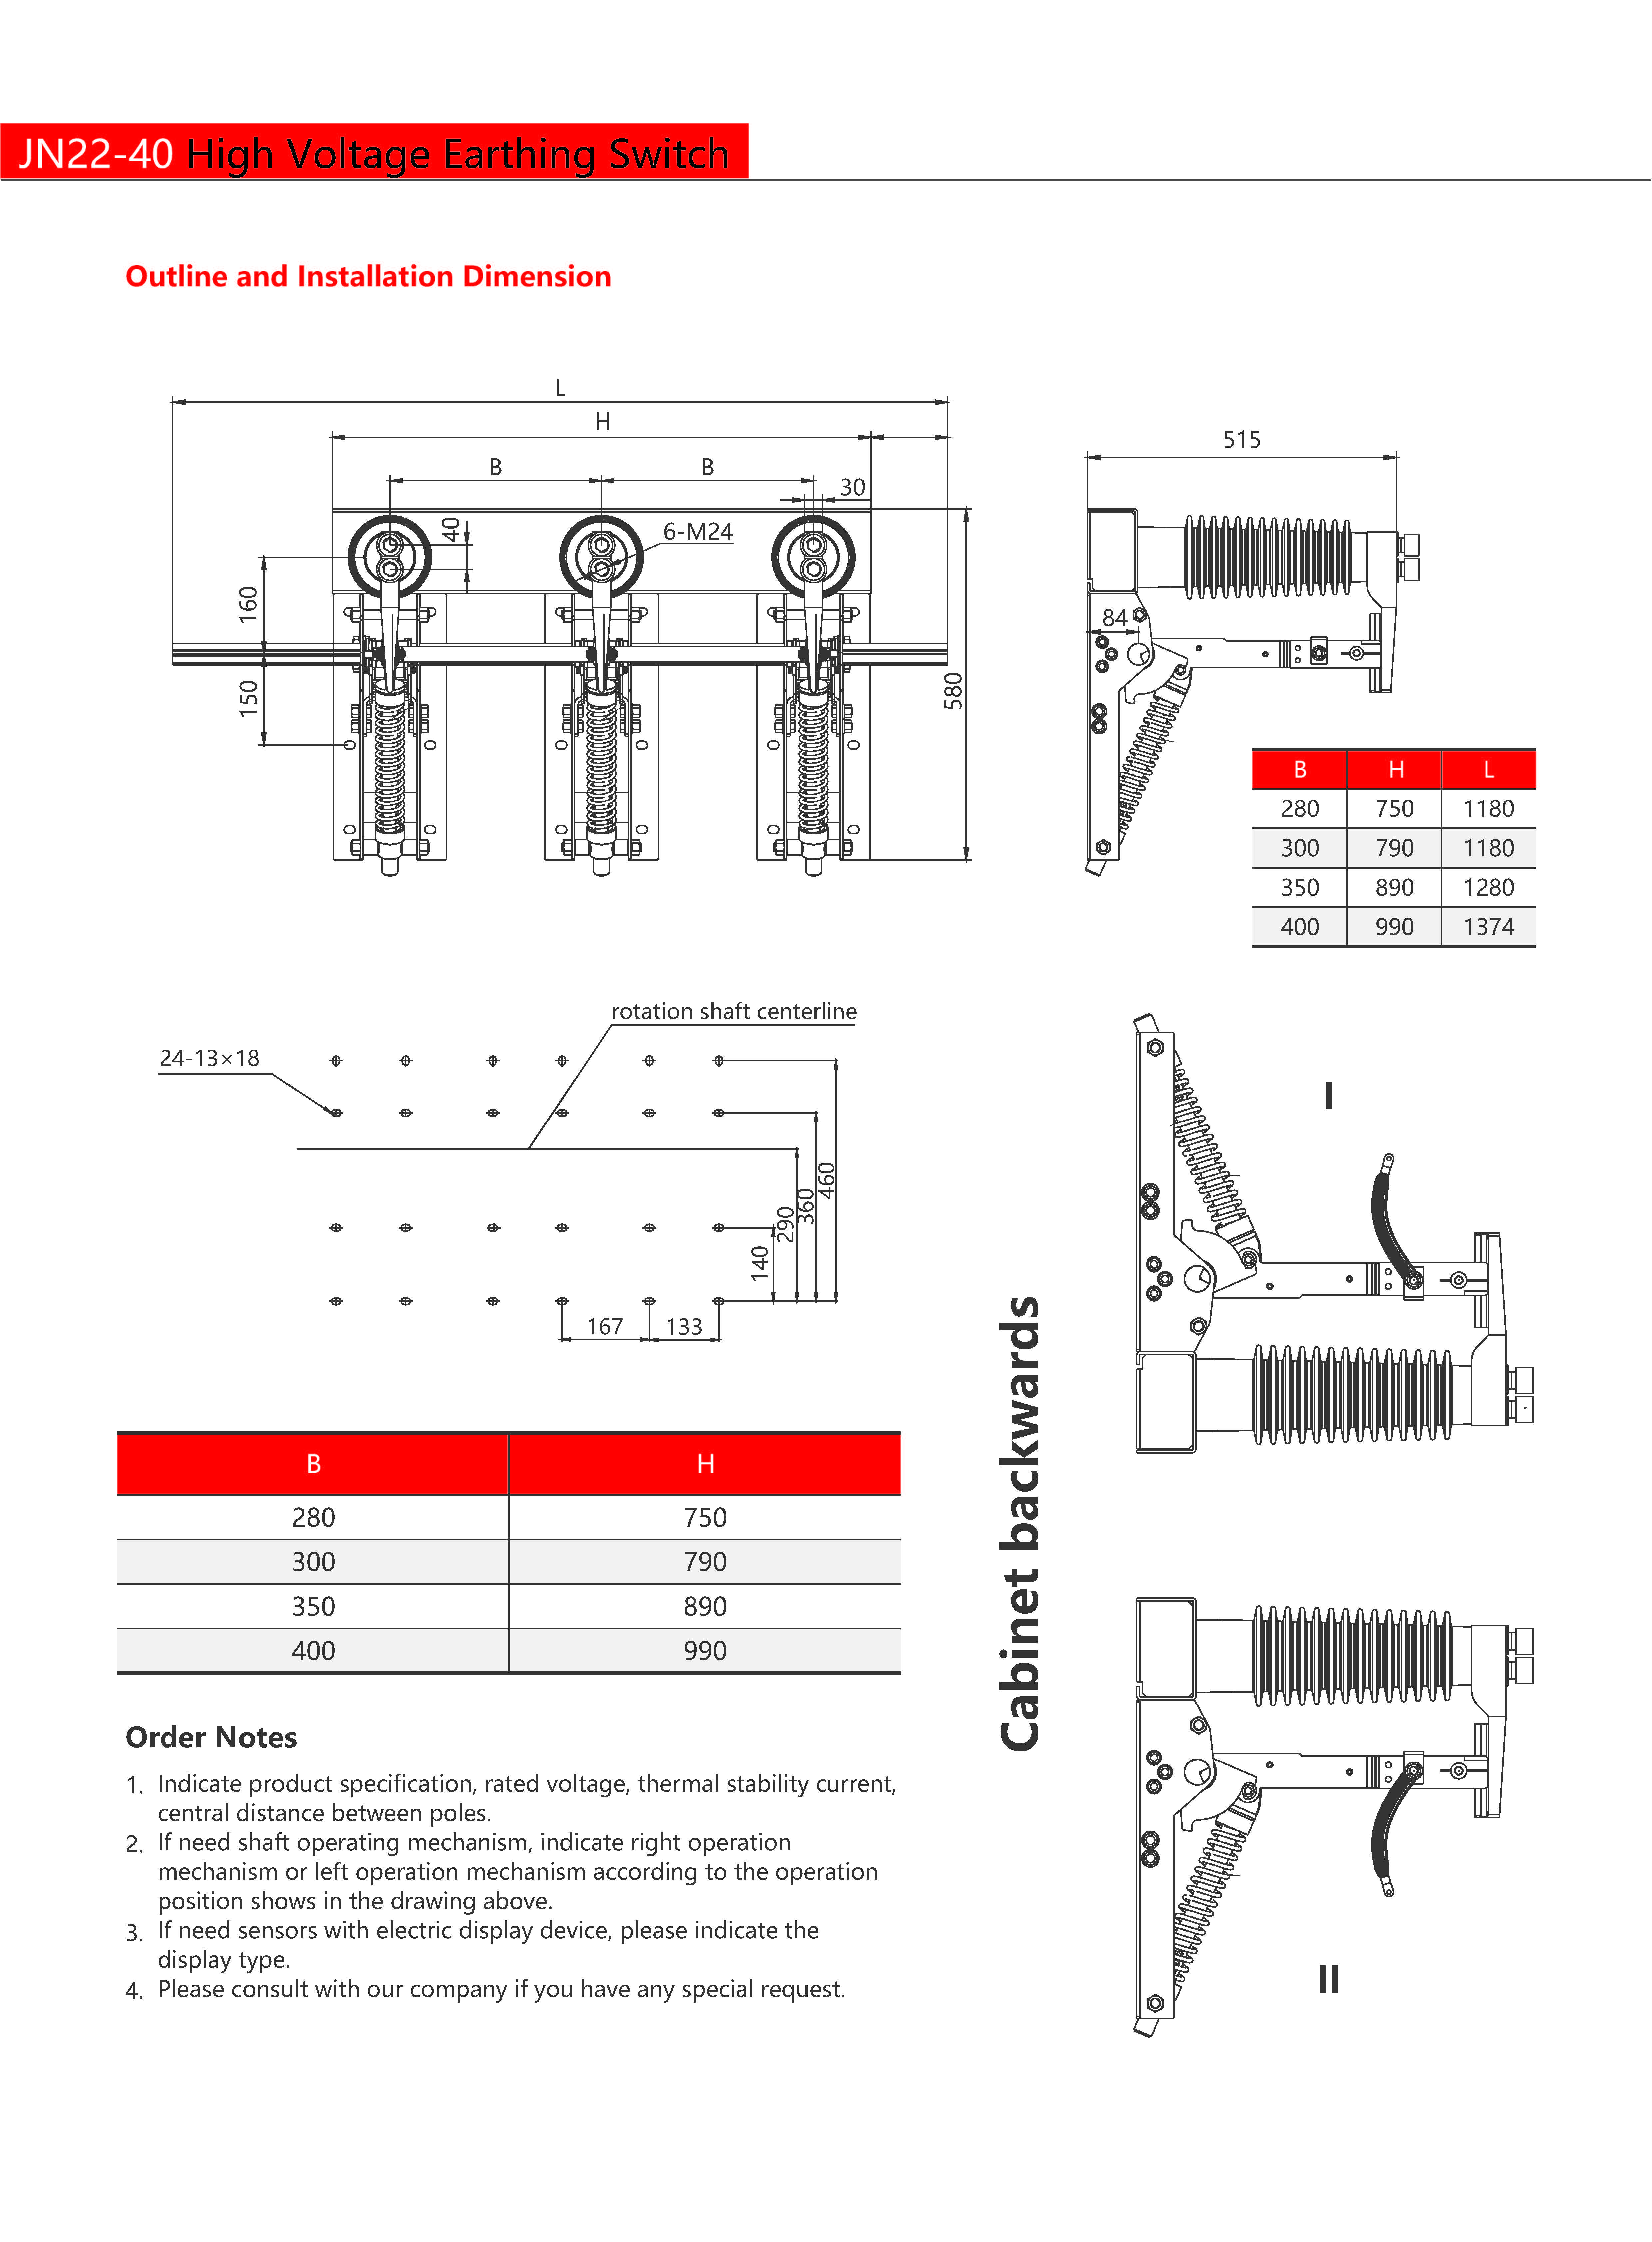 JN22-40 High Voltage Earthing Switch
Outline and Installation Dimension
L
H
B B
30
40
6-M24
160
150
580
515
84
B H L
280 750 1180
300 790 1180
350 890 1280
400 990 1374
rotation shaft centerline
24-13×18
460
360
290
140
167 133
I
Cabinet backwards
II
B H
280 750
300 790
350 890
400 990
Order Notes
1. Indicate product specification, rated voltage, thermal stability current,
central distance between poles.
2. If need shaft operating mechanism, indicate right operation
mechanism or left operation mechanism according to the operation
position shows in the drawing above.
3. If need sensors with electric display device, please indicate the
display type.
4. Please consult with our company if you have any special request.